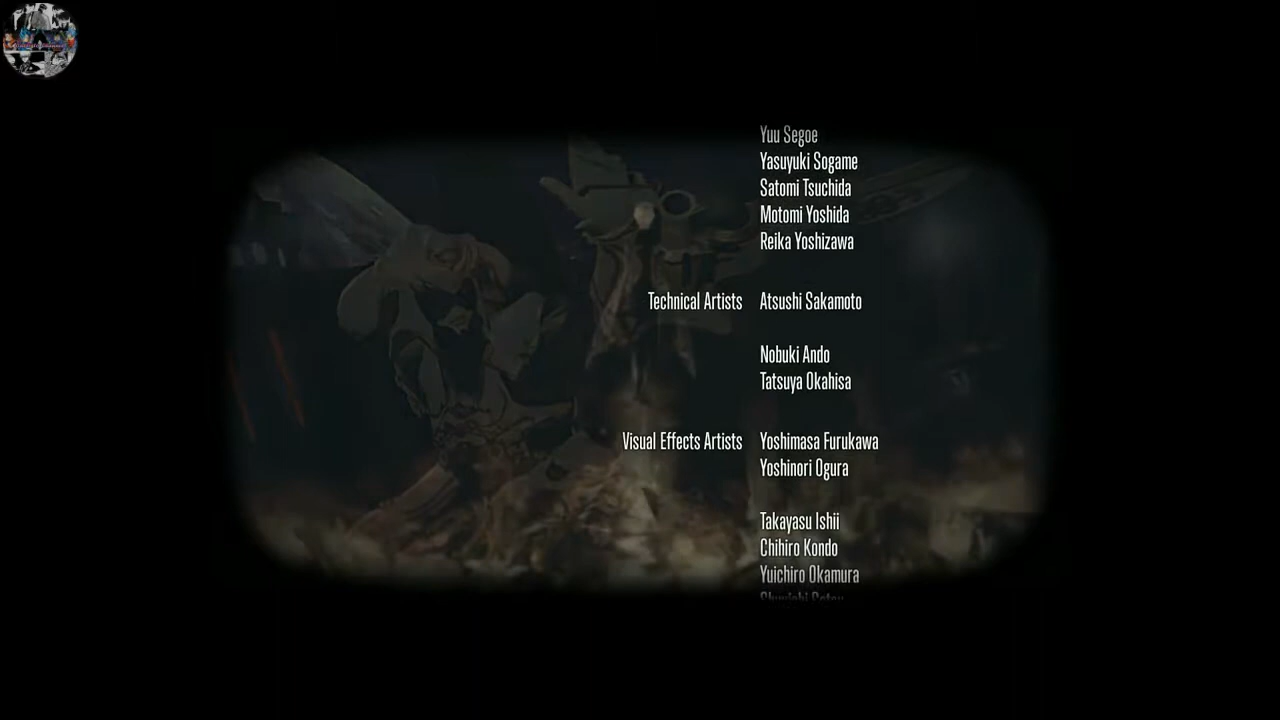 Yuu Segoe
Yasuyuki Sogame
Satomi Tsuchida
Motomi Yoshida
Reika Yoshizawa
Technical Artists Atsushi Sakamoto
Nobuki Ando
Tatsuya Okahisa
Visual Effects Artists Yoshimasa Furukawa
Yoshinori Ogura
Takayasu Ishii
Chihiro Kondo
Yuichiro Okamura